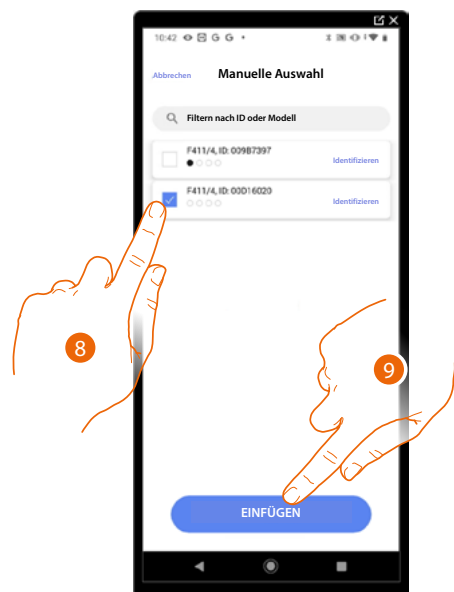 10:42 G G
Abbrechen Manuelle Auswahl
Filtern nach ID oder Modell
F411/4, ID: 009B7397
Identifizieren
F411/4, ID: 00D16020
Identifizieren
8
9
EINFÜGEN